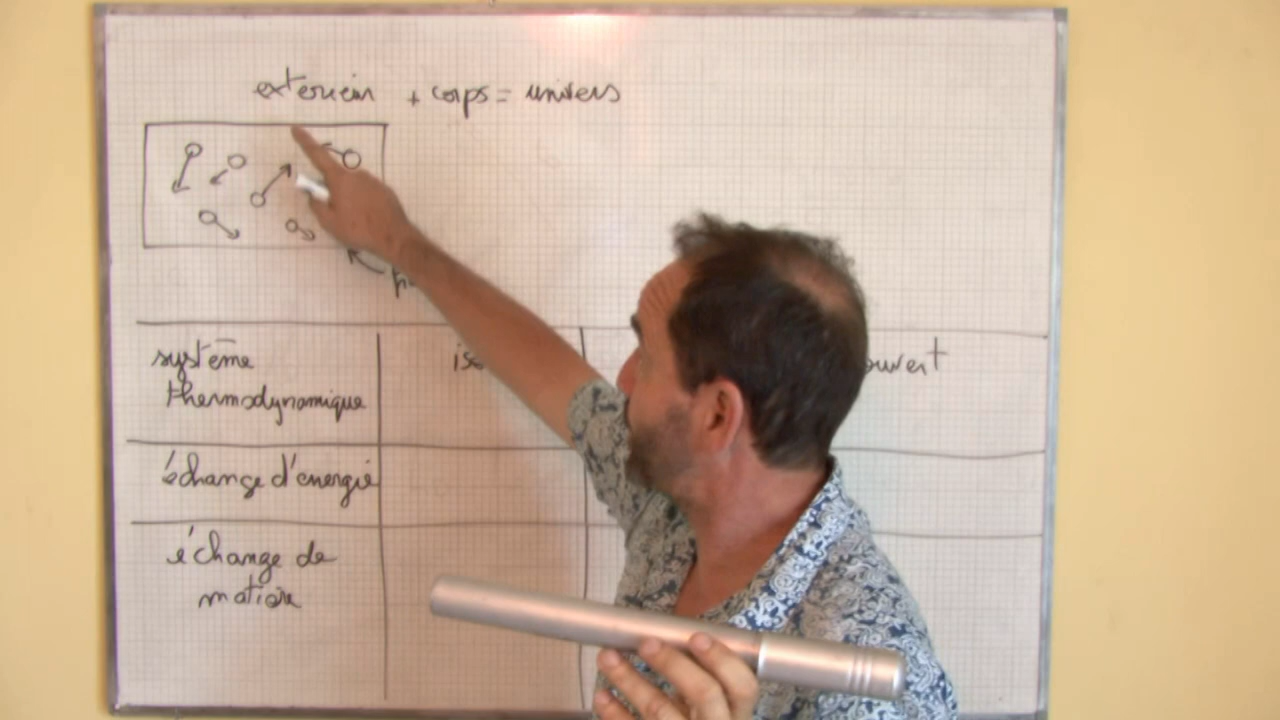 extérieur + corps = univers
système
thermodynamique
ouvert
échange d'énergie
échange de
matière